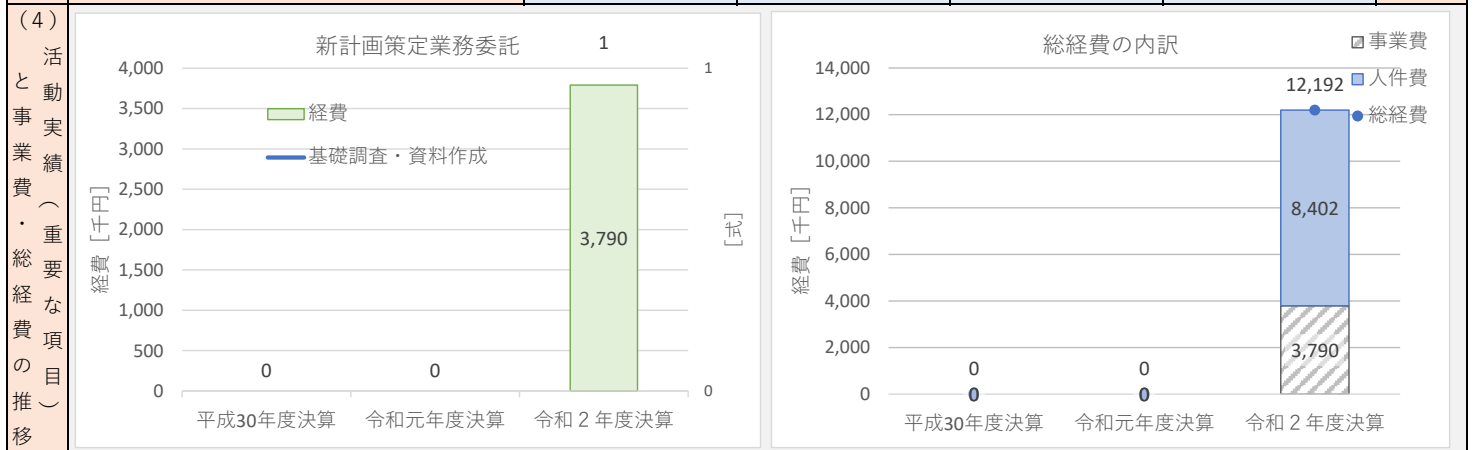 (4)
活動実績（重要な項目）
と事業費・総経費の推移
新計画策定業務委託
1
4,000
3,500
3,000
2,500
2,000
1,500
1,000
500
0
経費［千円］
経費
基礎調査・資料作成
0
0
3,790
1
0
［式］
平成30年度決算
令和元年度決算
令和２年度決算
総経費の内訳
事業費
人件費
総経費
14,000
12,000
10,000
8,000
6,000
4,000
2,000
0
経費［千円］
12,192
8,402
3,790
0
0
0
0
平成30年度決算
令和元年度決算
令和２年度決算